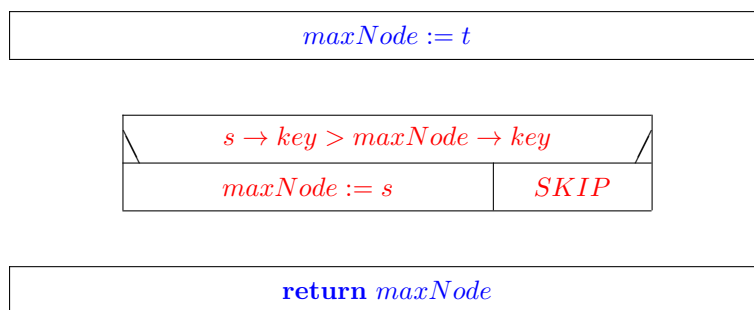 maxNode := t
s → key > maxNode → key
maxNode := s SKIP
return maxNode